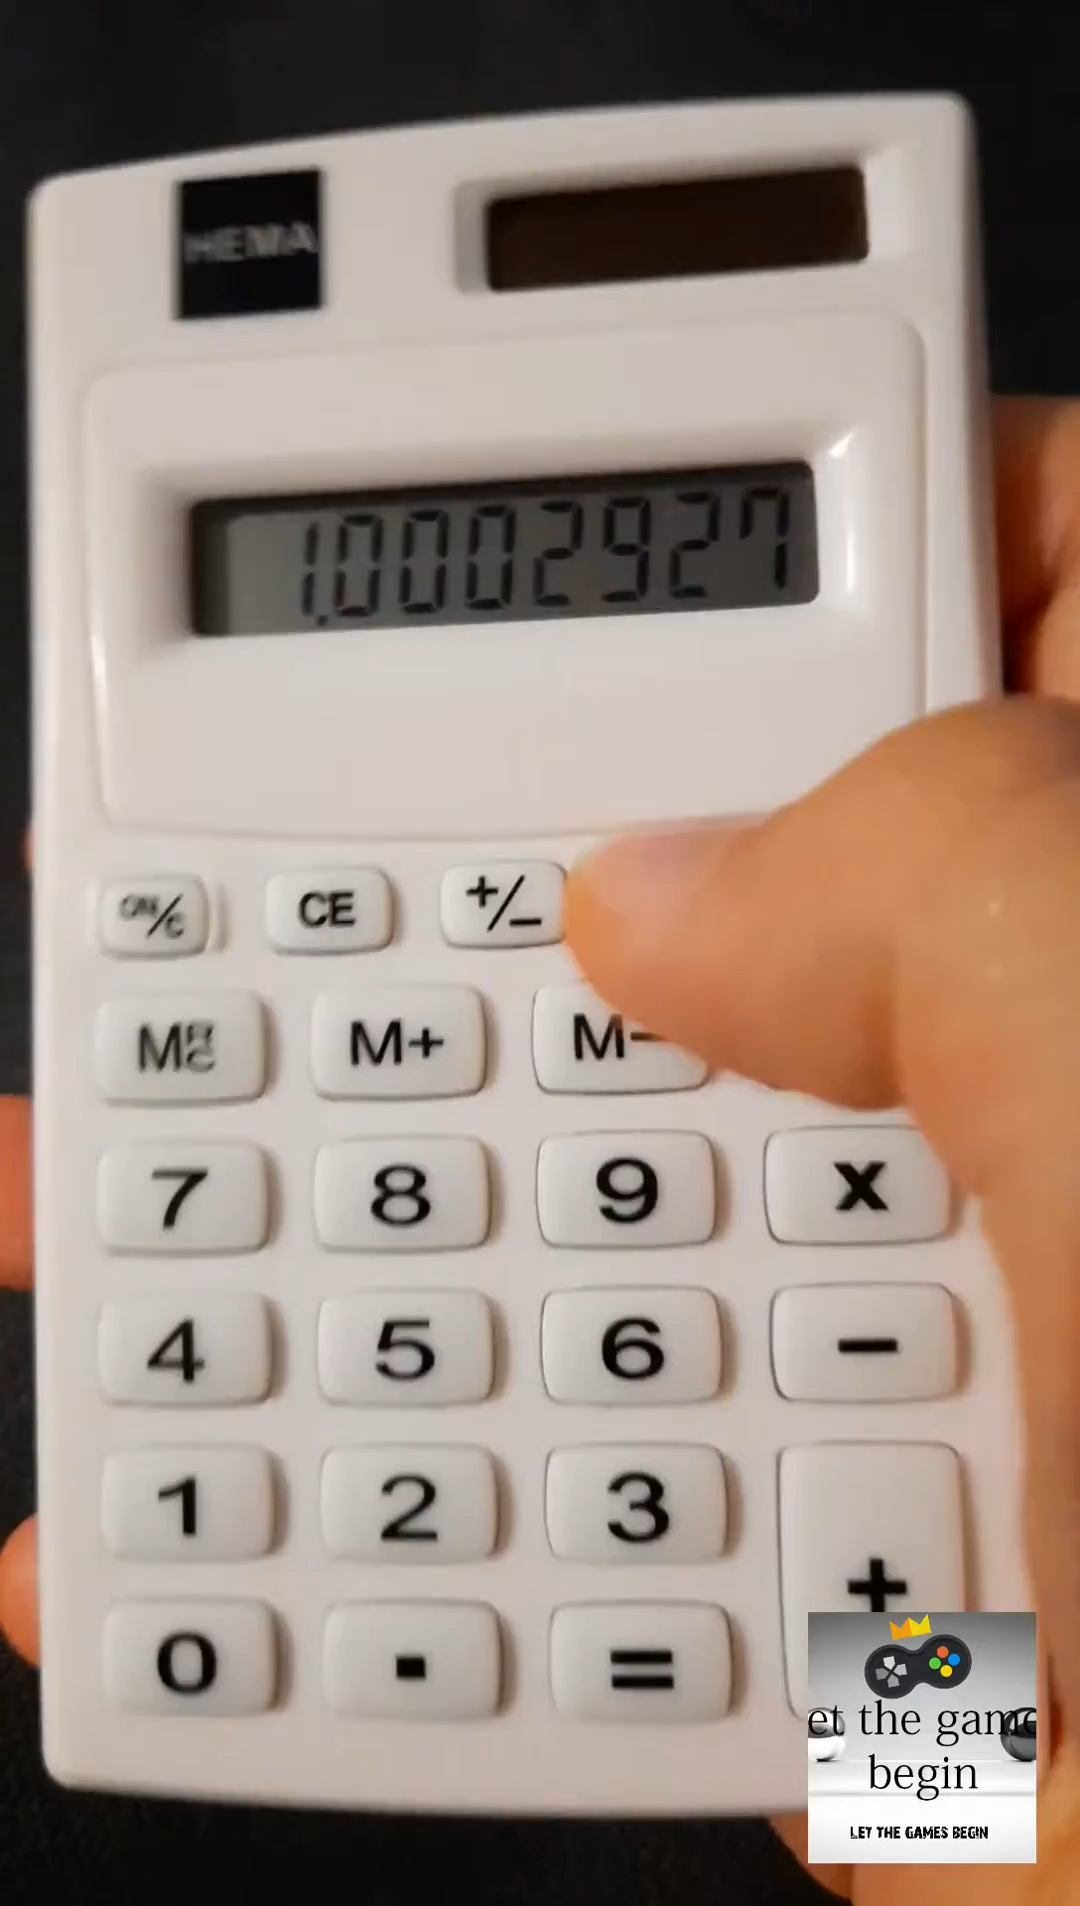 HEMA
1.0002927
ON/C CE +/-
MRC M+ M-
7 8 9 x
4 5 6 -
1 2 3
0 . = +
et the game
begin
LET THE GAMES BEGIN